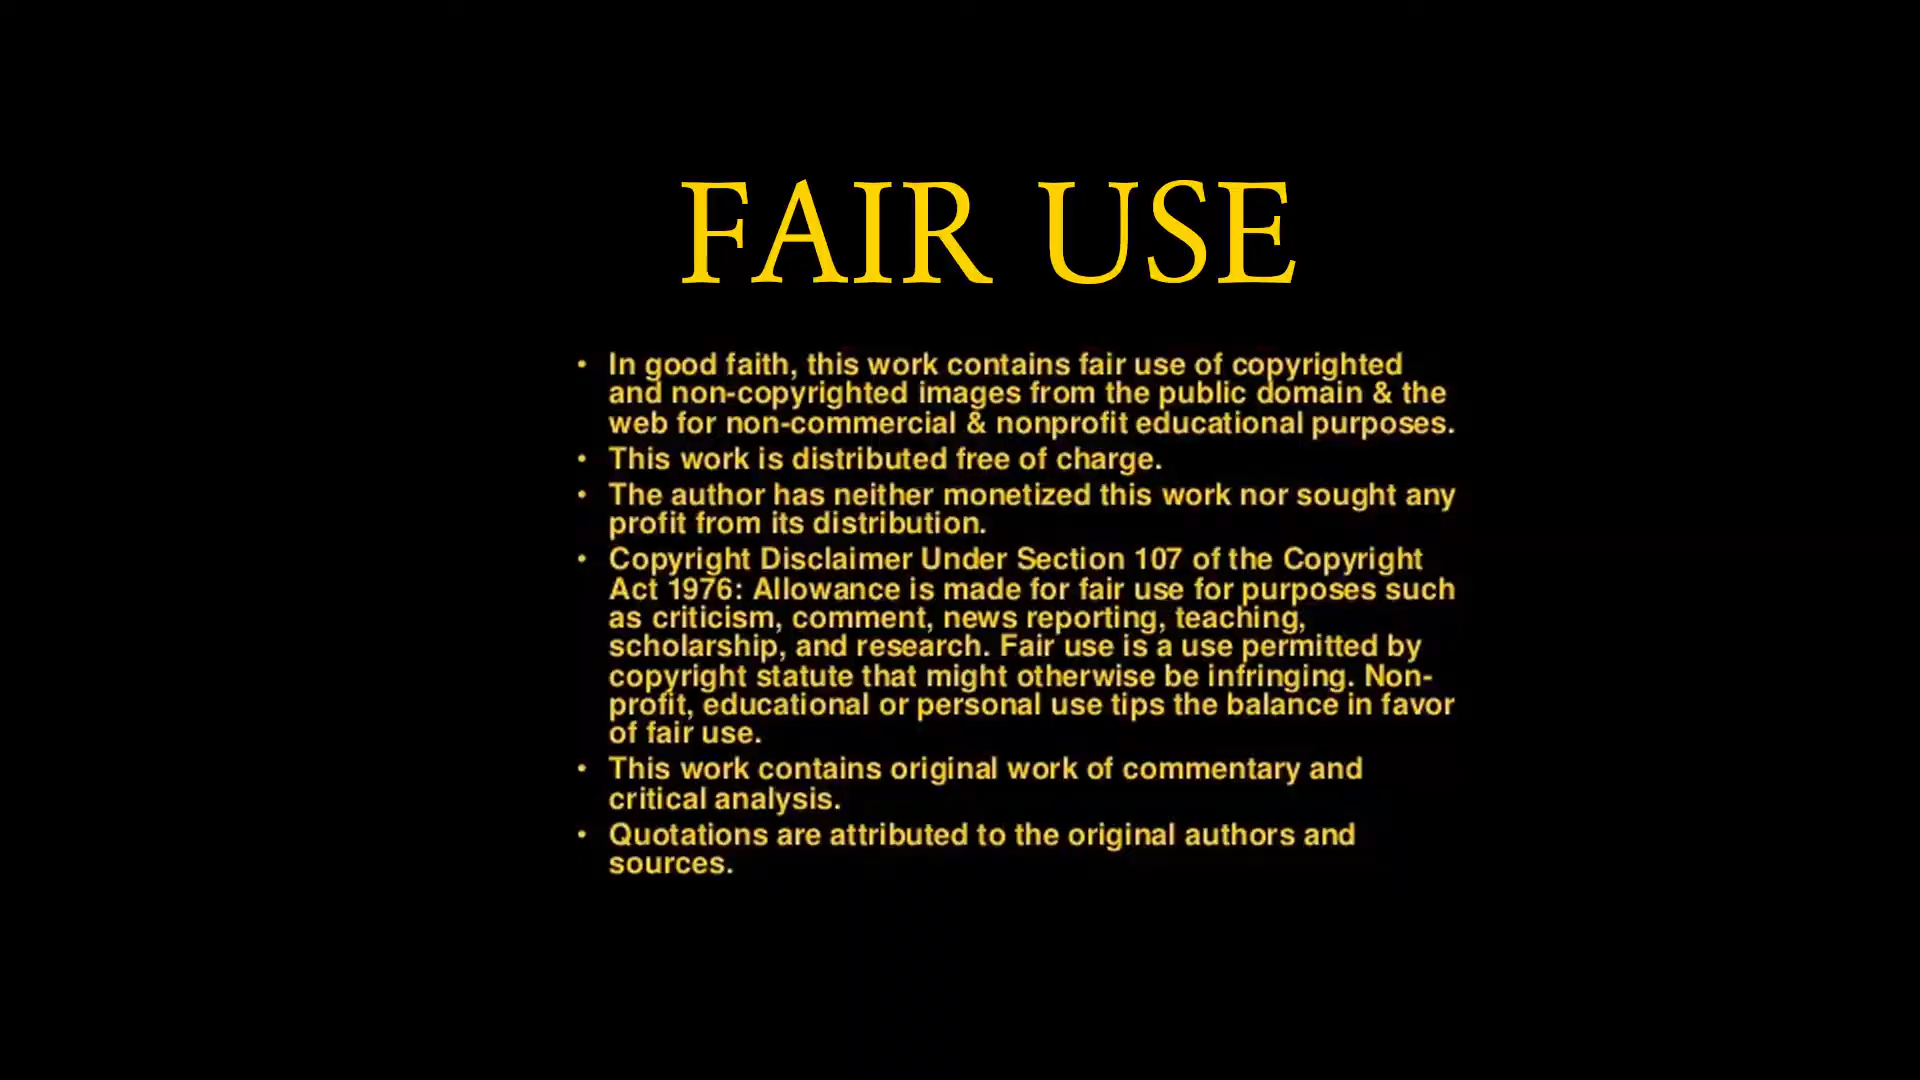 FAIR USE
• In good faith, this work contains fair use of copyrighted
and non-copyrighted images from the public domain & the
web for non-commercial & nonprofit educational purposes.
• This work is distributed free of charge.
• The author has neither monetized this work nor sought any
profit from its distribution.
• Copyright Disclaimer Under Section 107 of the Copyright
Act 1976: Allowance is made for fair use for purposes such
as criticism, comment, news reporting, teaching,
scholarship, and research. Fair use is a use permitted by
copyright statute that might otherwise be infringing. Non-
profit, educational or personal use tips the balance in favor
of fair use.
• This work contains original work of commentary and
critical analysis.
• Quotations are attributed to the original authors and
sources.